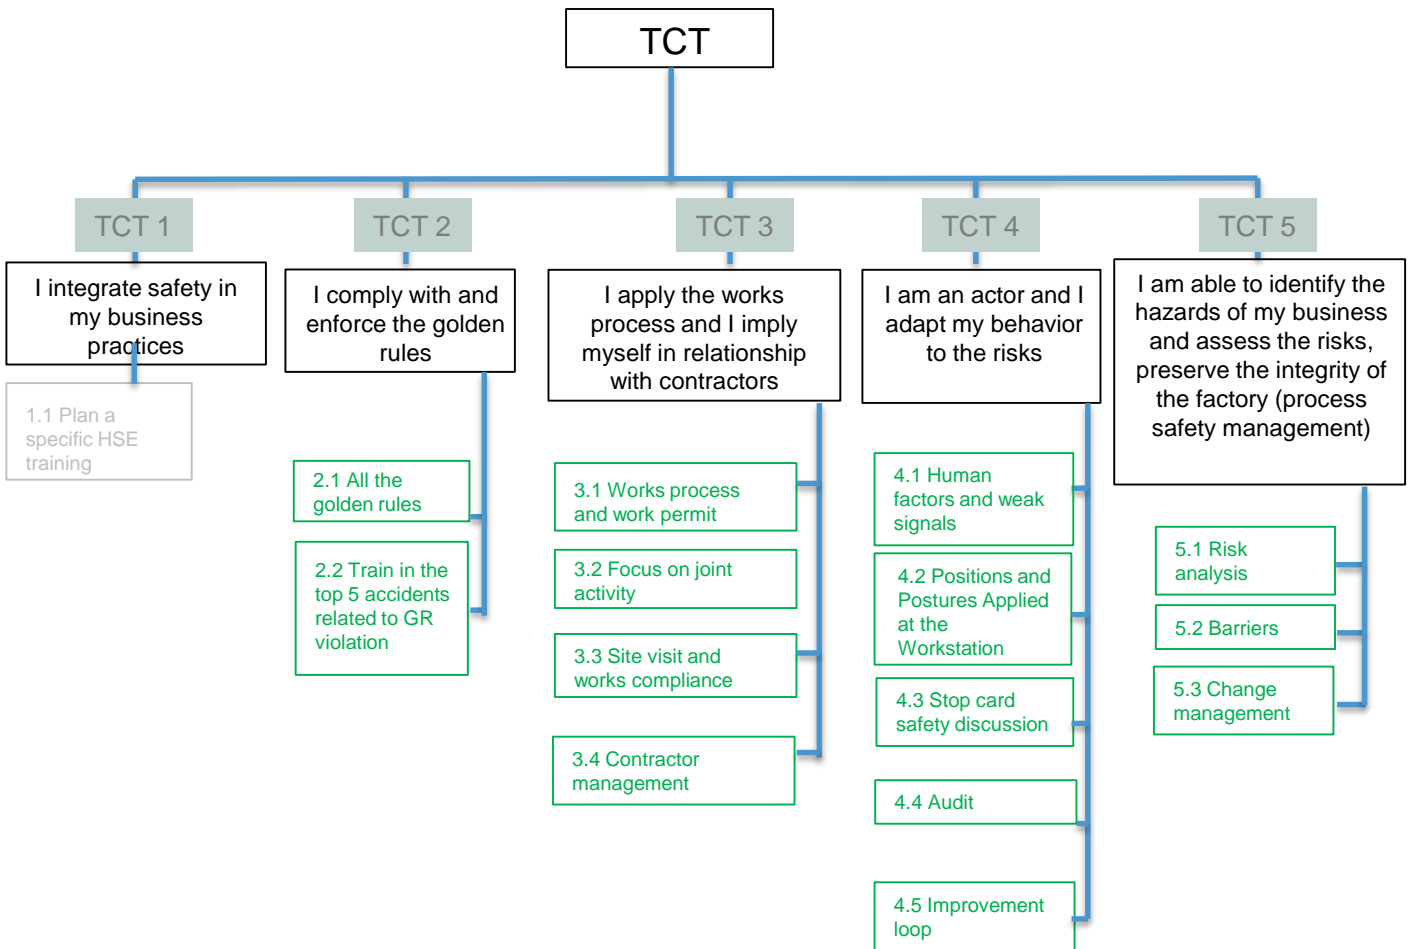 TCT
TCT 1
TCT 2
TCT 3
TCT 4
TCT 5
I integrate safety in
my business
practices
1.1 Plan a
specific HSE
training
I comply with and
enforce the golden
rules
2.1 All the
golden rules
2.2 Train in the
top 5 accidents
related to GR
violation
I apply the works
process and I imply
myself in relationship
with contractors
3.1 Works process
and work permit
3.2 Focus on joint
activity
3.3 Site visit and
works compliance
3.4 Contractor
management
I am an actor and I
adapt my behavior
to the risks
4.1 Human
factors and weak
signals
4.2 Positions and
Postures Applied
at the
Workstation
4.3 Stop card
safety discussion
4.4 Audit
4.5 Improvement
loop
I am able to identify the
hazards of my business
and assess the risks,
preserve the integrity of
the factory (process
safety management)
5.1 Risk
analysis
5.2 Barriers
5.3 Change
management